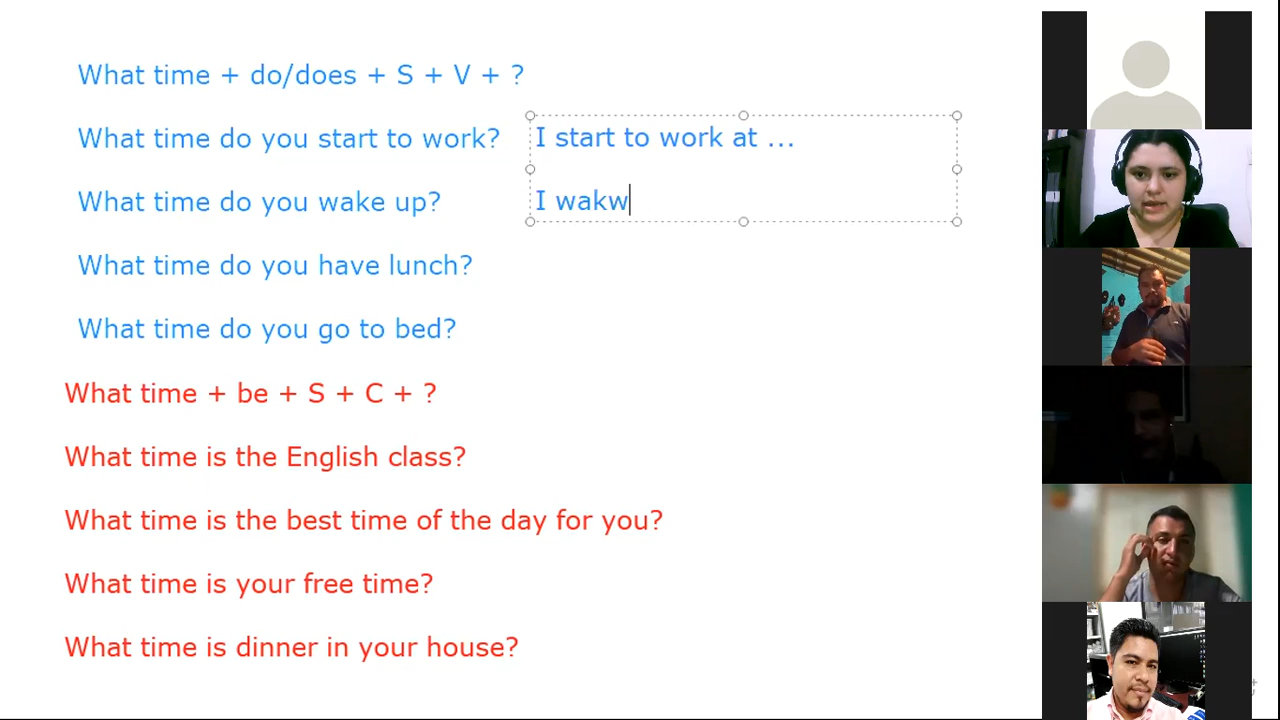 What time + do/does + S + V + ?
What time do you start to work? I start to work at ...
What time do you wake up? I wakw
What time do you have lunch?
What time do you go to bed?
What time + be + S + C + ?
What time is the English class?
What time is the best time of the day for you?
What time is your free time?
What time is dinner in your house?